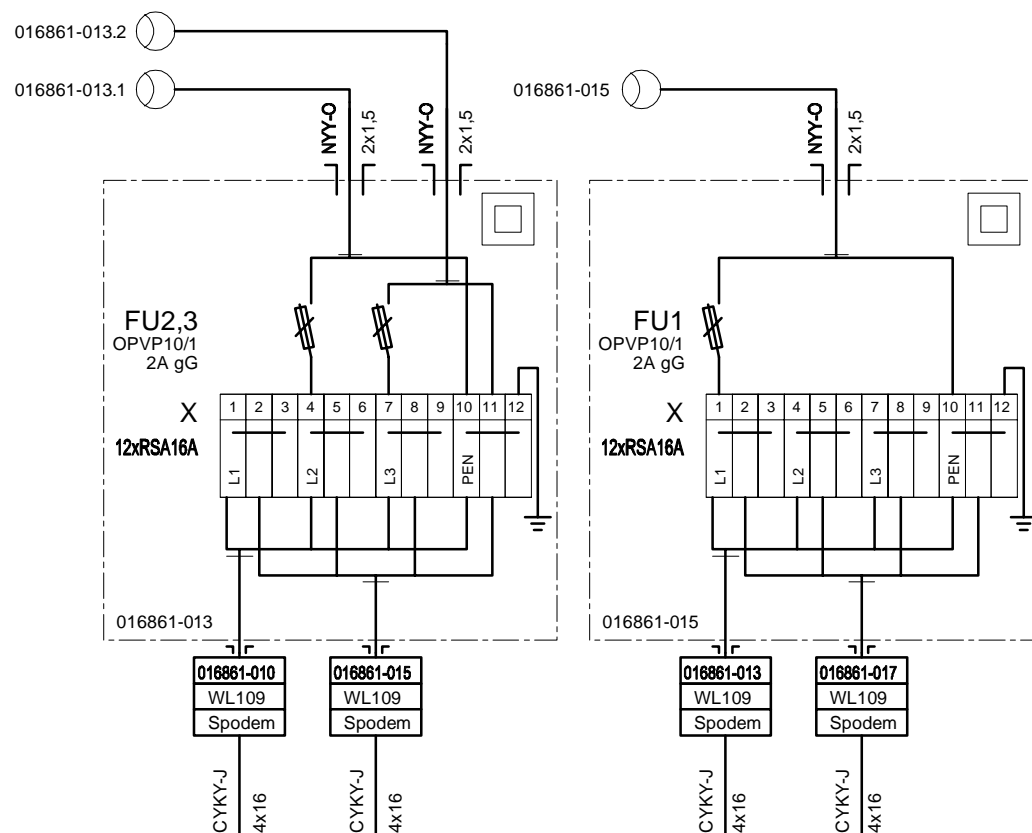 016861-013.2
016861-013.1
016861-015
NYY-O
2x1,5
NYY-O
2x1,5
NYY-O
2x1,5
FU2,3
OPVP10/1
2A gG
FU1
OPVP10/1
2A gG
X
12xRSA16A
1 2 3 4 5 6 7 8 9 10 11 12
L1 L2 L3 PEN
X
12xRSA16A
1 2 3 4 5 6 7 8 9 10 11 12
L1 L2 L3 PEN
016861-013
016861-015
016861-010
WL109
Spodem
016861-015
WL109
Spodem
016861-013
WL109
Spodem
016861-017
WL109
Spodem
CYKY-J
4x16
CYKY-J
4x16
CYKY-J
4x16
CYKY-J
4x16